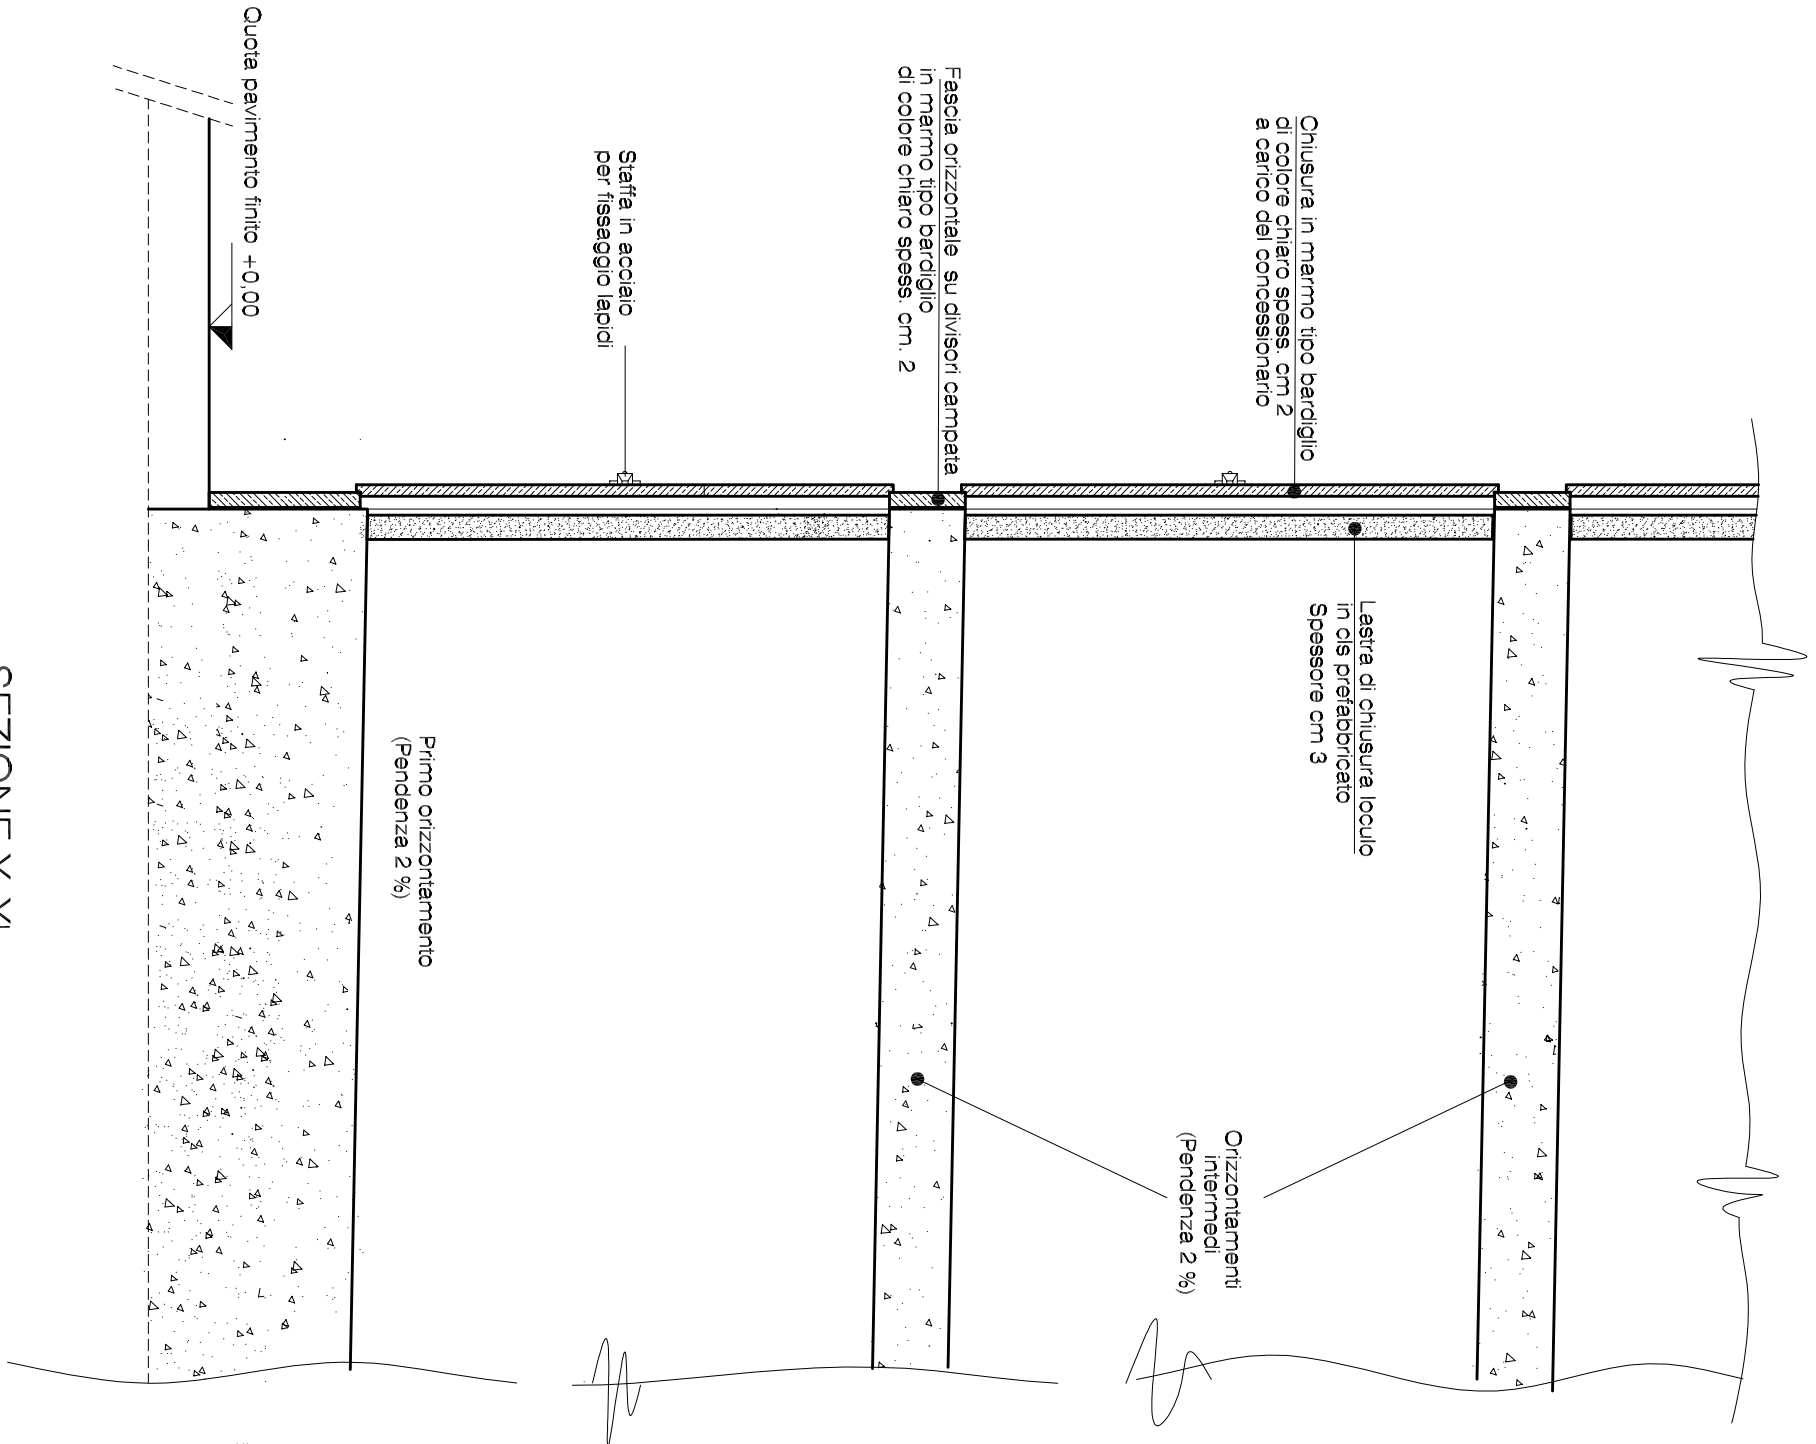 Chiusura in marmo tipo bardiglio
di colore chiaro spess. cm 2
a carico del concessionario
Lastra di chiusura loculo
in cls prefabbricato
Spessore cm 3
Orizzontamenti
intermedi
(Pendenza 2 %)
Fascia orizzontale su divisori campata
in marmo tipo bardiglio
di colore chiaro spess. cm. 2
Staffa in acciaio
per fissaggio lapidi
Primo orizzontamento
(Pendenza 2 %)
Quota pavimento finito +0,00
SEZIONE